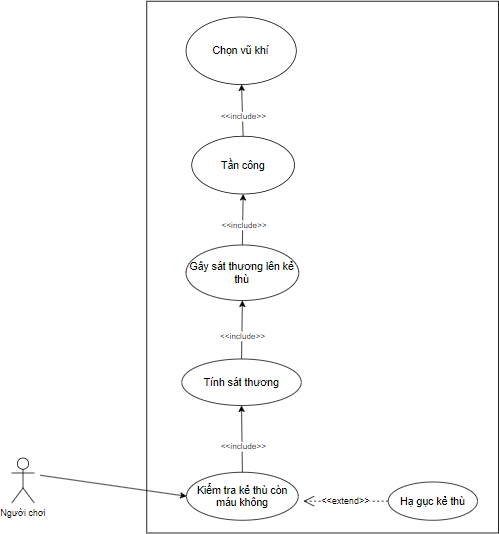 Chọn vũ khí
<<include>>
Tần công
<<include>>
Gây sát thương lên kẻ
thù
<<include>>
Tính sát thương
<<include>>
Kiểm tra kẻ thù còn
máu không
<<extend>>
Hạ gục kẻ thù
Người chơi